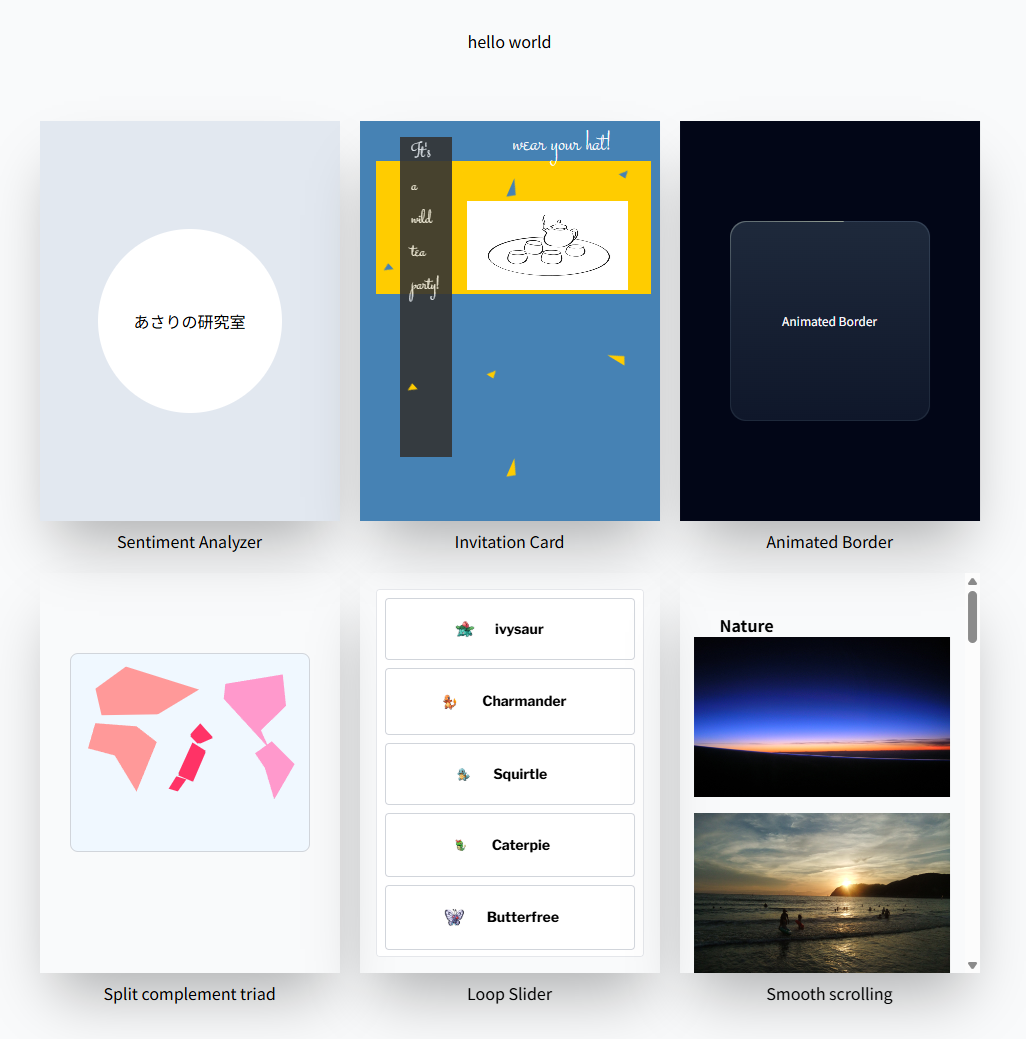 hello world
あさりの研究室
Sentiment Analyzer
wear your hat!
It's
a
wild
tea
party!
Invitation Card
Animated Border
Animated Border
ivysaur
Charmander
Squirtle
Caterpie
Butterfree
Nature
Split complement triad
Loop Slider
Smooth scrolling